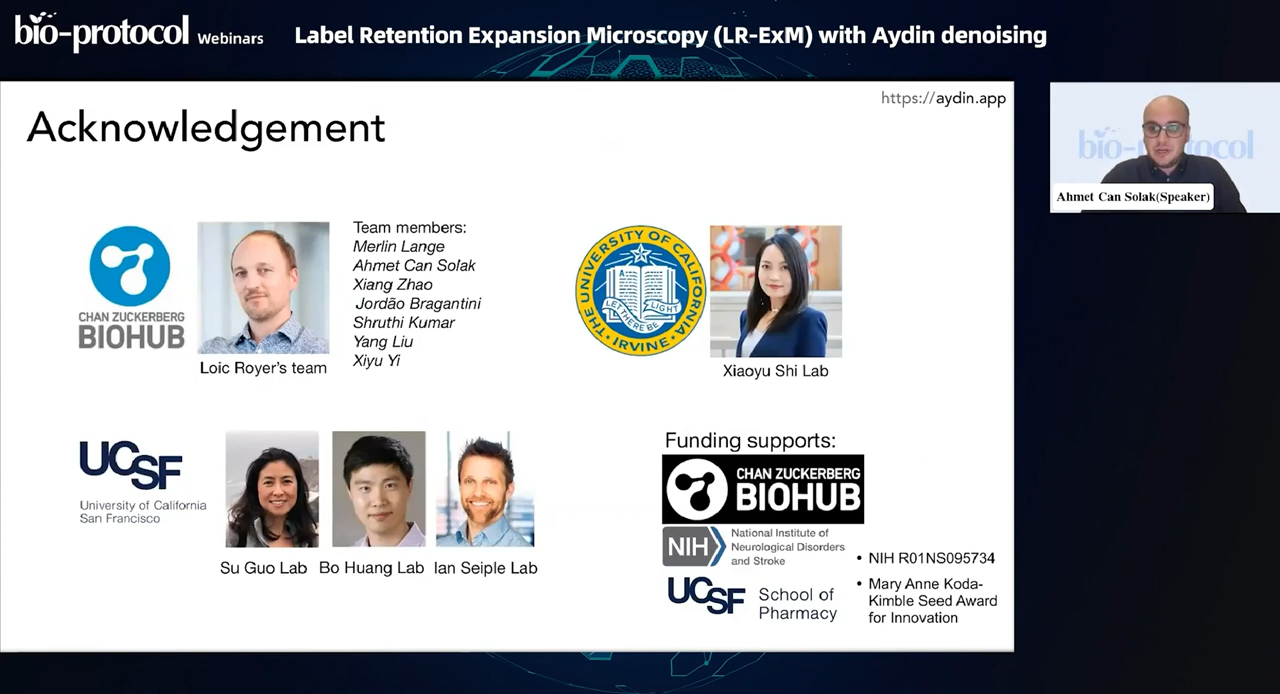 bio-protocol Webinars
Label Retention Expansion Microscopy (LR-ExM) with Aydin denoising
https://aydin.app
Acknowledgement
bio-protocol
Ahmet Can Solak(Speaker)
CHAN ZUCKERBERG
BIOHUB
Loic Royer's team
Team members:
Merlin Lange
Ahmet Can Solak
Xiang Zhao
Jordão Bragantini
Shruthi Kumar
Yang Liu
Xiyu Yi
THE UNIVERSITY OF CALIFORNIA
LET THERE BE LIGHT
IRVINE
Xiaoyu Shi Lab
UCSF
University of California
San Francisco
Su Guo Lab
Bo Huang Lab
Ian Seiple Lab
Funding supports:
CHAN ZUCKERBERG
BIOHUB
NIH
National Institute of
Neurological Disorders
and Stroke
• NIH R01NS095734
UCSF
School of
Pharmacy
• Mary Anne Koda-
Kimble Seed Award
for Innovation